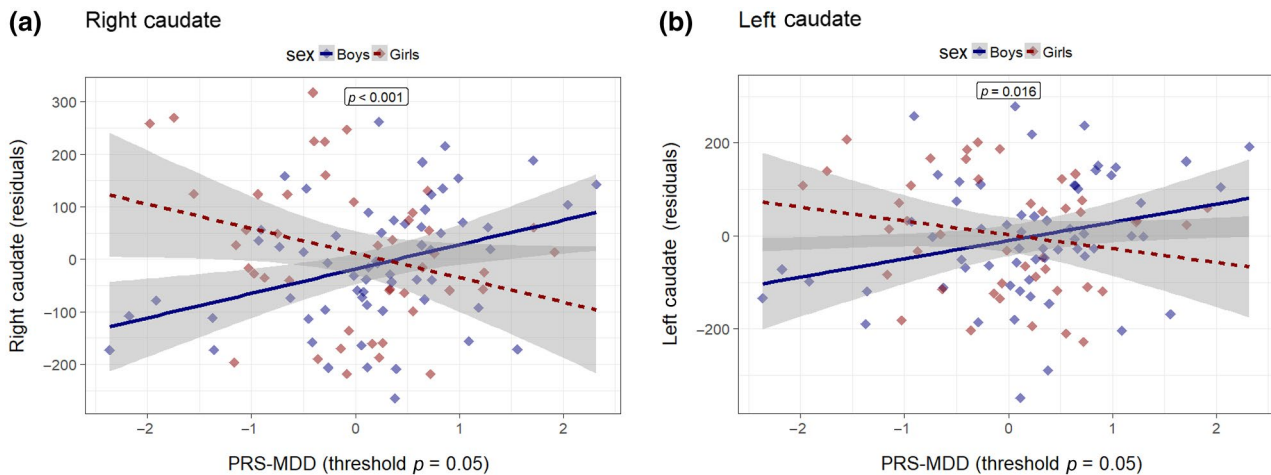 (a) Right caudate
sex Boys Girls
p < 0.001
Right caudate (residuals)
300
200
100
0
−100
−200
−2 −1 0 1 2
PRS-MDD (threshold p = 0.05)
(b) Left caudate
sex Boys Girls
p = 0.016
Left caudate (residuals)
200
0
−200
−2 −1 0 1 2
PRS-MDD (threshold p = 0.05)